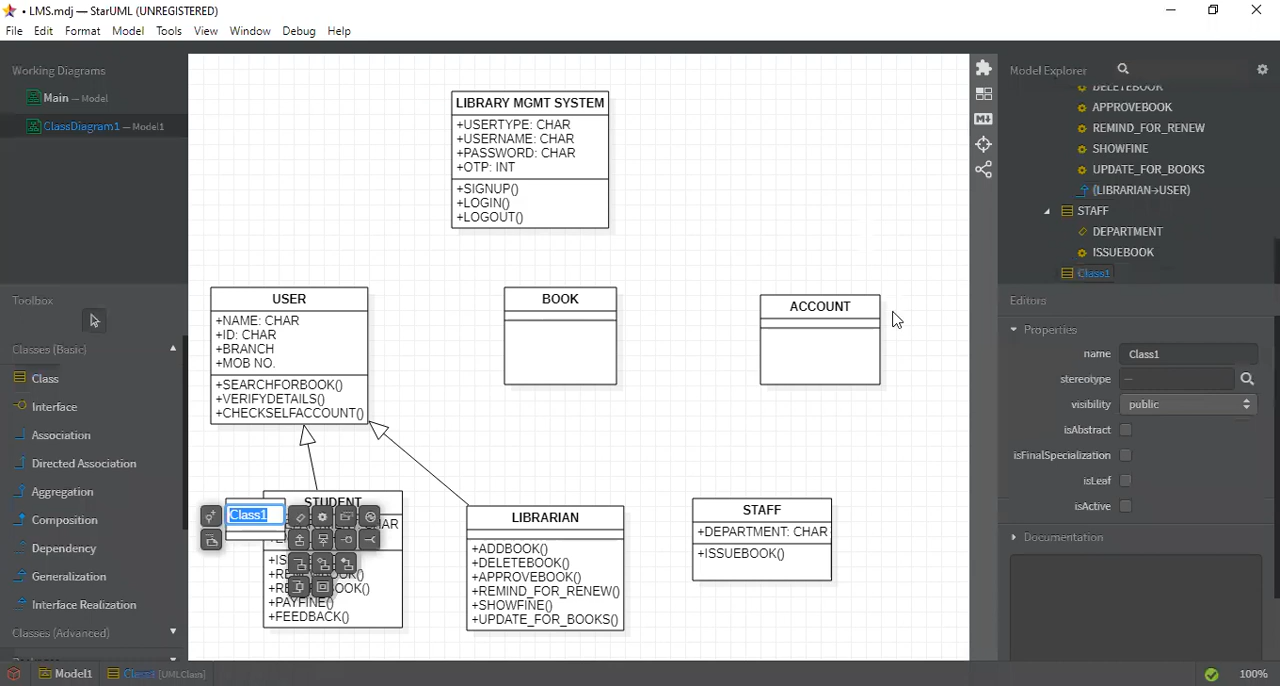 • LMS.mdj — StarUML (UNREGISTERED)
File Edit Format Model Tools View Window Debug Help
Working Diagrams
Main — Model
ClassDiagram1 — Model1
Toolbox
Classes (Basic)
Class
Interface
Association
Directed Association
Aggregation
Composition
Dependency
Generalization
Interface Realization
Classes (Advanced)
LIBRARY MGMT SYSTEM
+USERTYPE: CHAR
+USERNAME: CHAR
+PASSWORD: CHAR
+OTP: INT
+SIGNUP()
+LOGIN()
+LOGOUT()
USER
+NAME: CHAR
+ID: CHAR
+BRANCH
+MOB NO.
+SEARCHFORBOOK()
+VERIFYDETAILS()
+CHECKSELFACCOUNT()
BOOK
ACCOUNT
STUDENT
Class1
+PAYFINE()
+FEEDBACK()
LIBRARIAN
+ADDBOOK()
+DELETEBOOK()
+APPROVEBOOK()
+REMIND_FOR_RENEW()
+SHOWFINE()
+UPDATE_FOR_BOOKS()
STAFF
+DEPARTMENT: CHAR
+ISSUEBOOK()
Model Explorer
DELETEBOOK
APPROVEBOOK
REMIND_FOR_RENEW
SHOWFINE
UPDATE_FOR_BOOKS
(LIBRARIAN→USER)
STAFF
DEPARTMENT
ISSUEBOOK
Class1
Editors
Properties
name Class1
stereotype —
visibility public
isAbstract
isFinalSpecialization
isLeaf
isActive
Documentation
Model1 Class1 [UMLClass]
100%